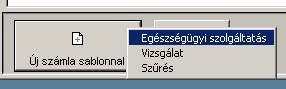 Egészségügyi szolgáltatás
Vizsgálat
Szűrés
Új számla sablonnal